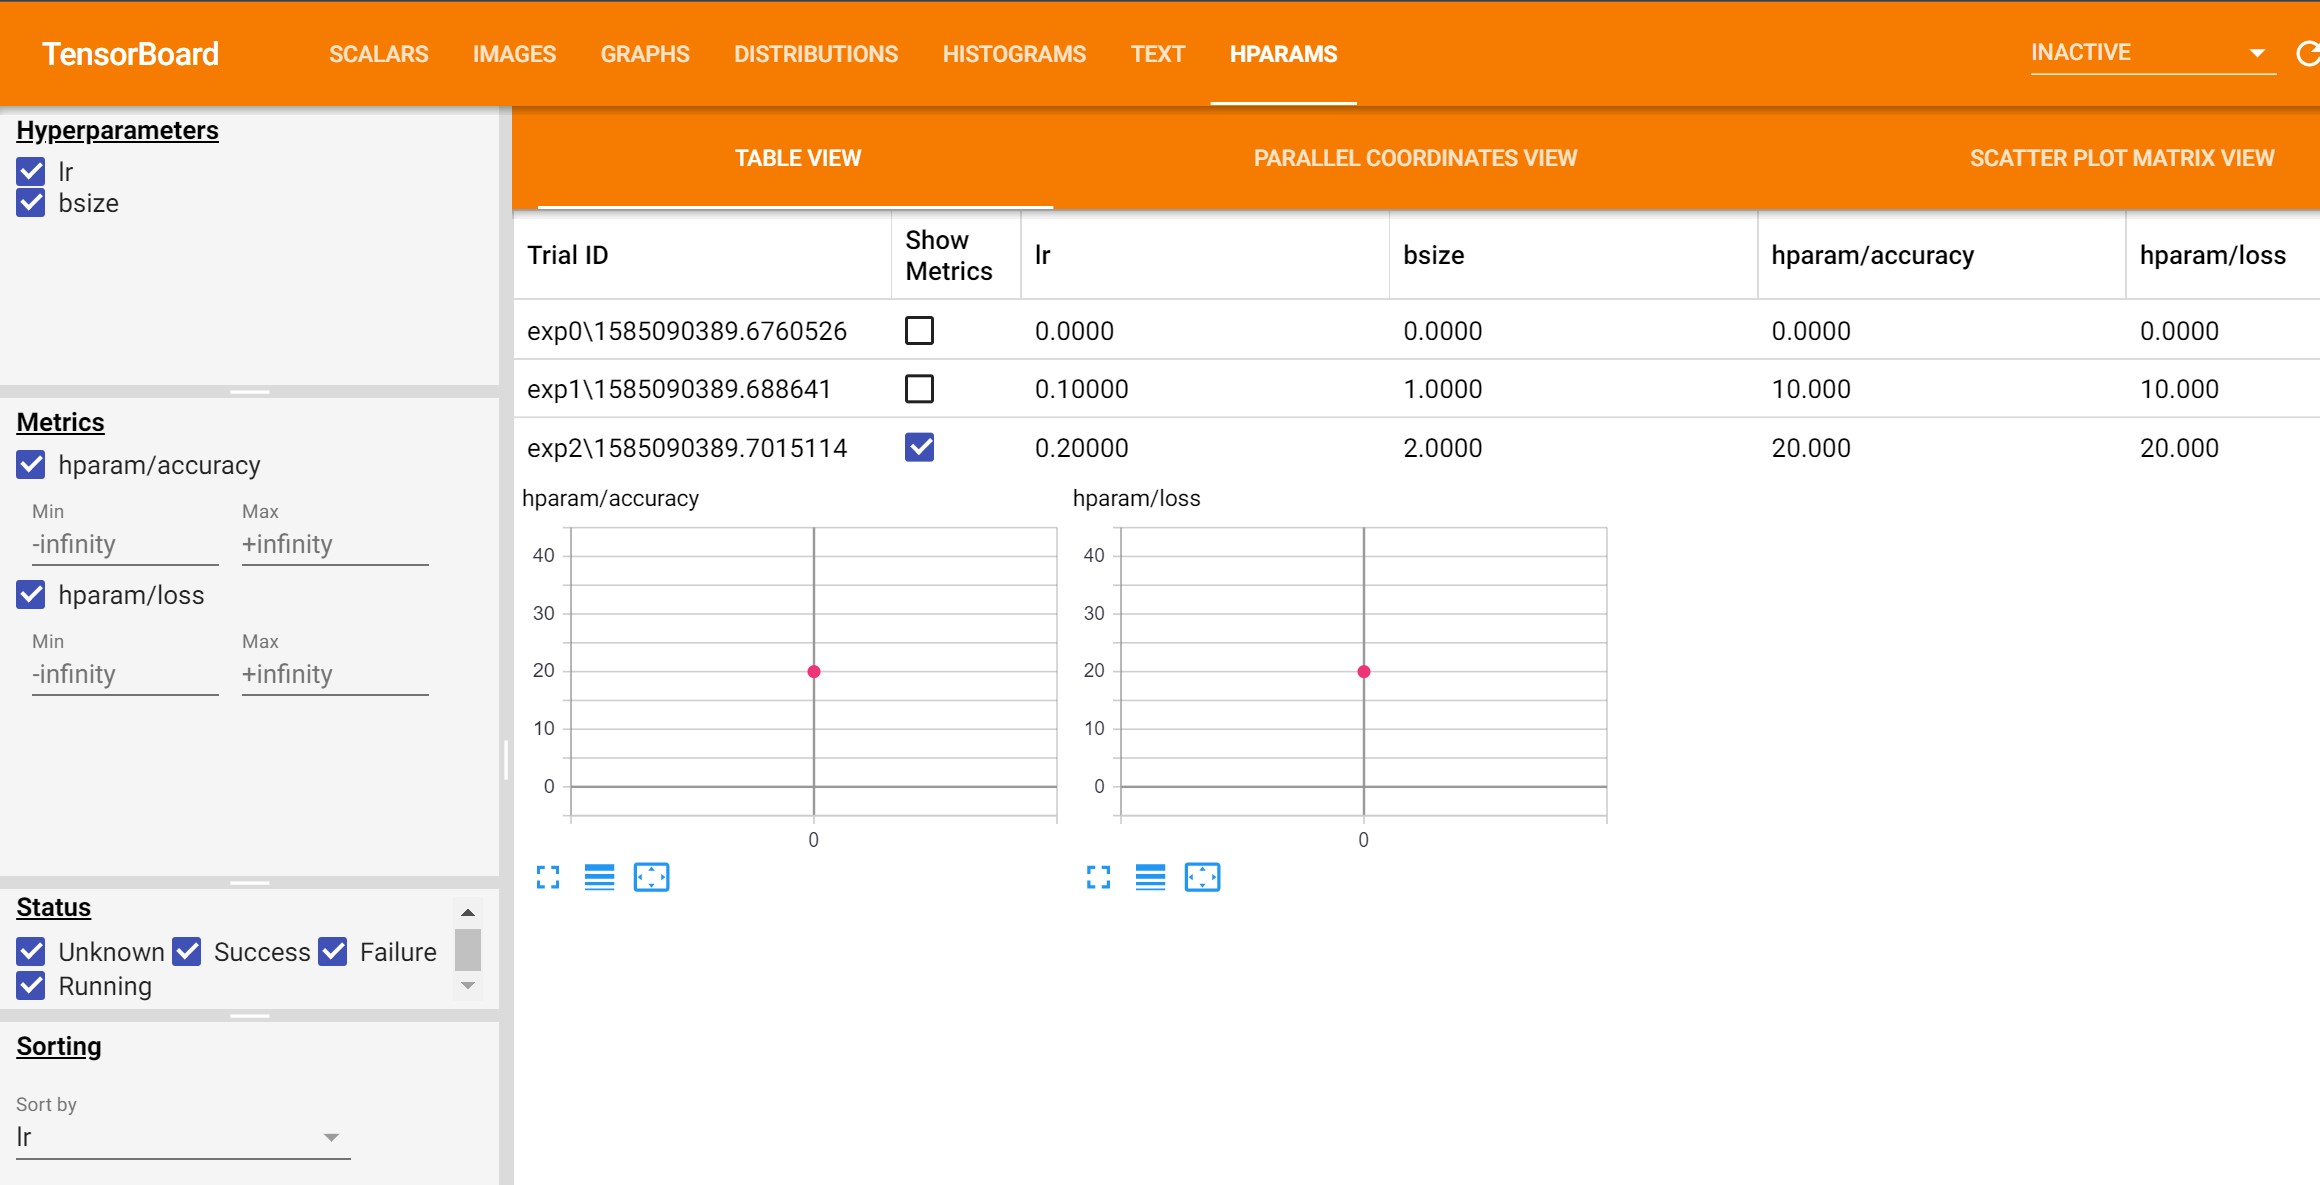 TensorBoard SCALARS IMAGES GRAPHS DISTRIBUTIONS HISTOGRAMS TEXT HPARAMS INACTIVE
Hyperparameters
lr
bsize
Metrics
hparam/accuracy
Min Max
-infinity +infinity
hparam/loss
Min Max
-infinity +infinity
Status
Unknown Success Failure
Running
Sorting
Sort by
lr
TABLE VIEW PARALLEL COORDINATES VIEW SCATTER PLOT MATRIX VIEW
Trial ID Show Metrics lr bsize hparam/accuracy hparam/loss
exp0\1585090389.6760526 0.0000 0.0000 0.0000 0.0000
exp1\1585090389.688641 0.10000 1.0000 10.000 10.000
exp2\1585090389.7015114 0.20000 2.0000 20.000 20.000
hparam/accuracy
40
30
20
10
0
0
hparam/loss
40
30
20
10
0
0